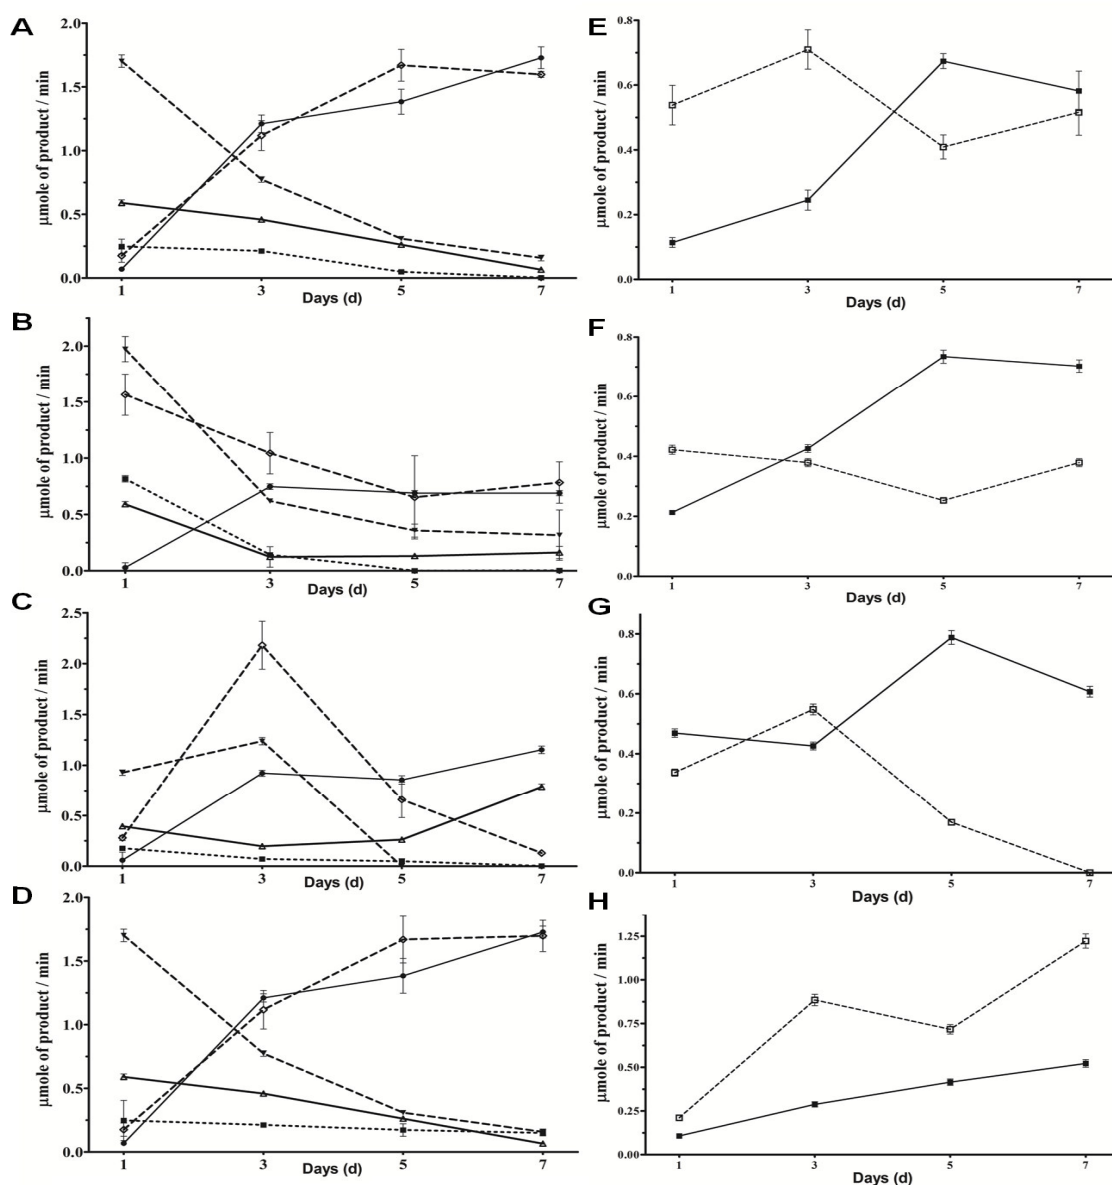 A
μmole of product / min
2.0
1.5
1.0
0.5
0.0
1 3 5 7
Days (d)
B
μmole of product / min
2.0
1.5
1.0
0.5
0.0
1 3 5 7
Days (d)
C
μmole of product / min
2.5
2.0
1.5
1.0
0.5
0.0
1 3 5 7
Days (d)
D
μmole of product / min
2.0
1.5
1.0
0.5
0.0
1 3 5 7
Days (d)
E
μmole of product / min
0.8
0.6
0.4
0.2
0.0
1 3 5 7
Days (d)
F
μmole of product / min
0.8
0.6
0.4
0.2
0.0
1 3 5 7
Days (d)
G
μmole of product / min
0.8
0.6
0.4
0.2
0.0
1 3 5 7
Days (d)
H
μmole of product / min
1.25
1.00
0.75
0.50
0.25
0.00
1 3 5 7
Days (d)